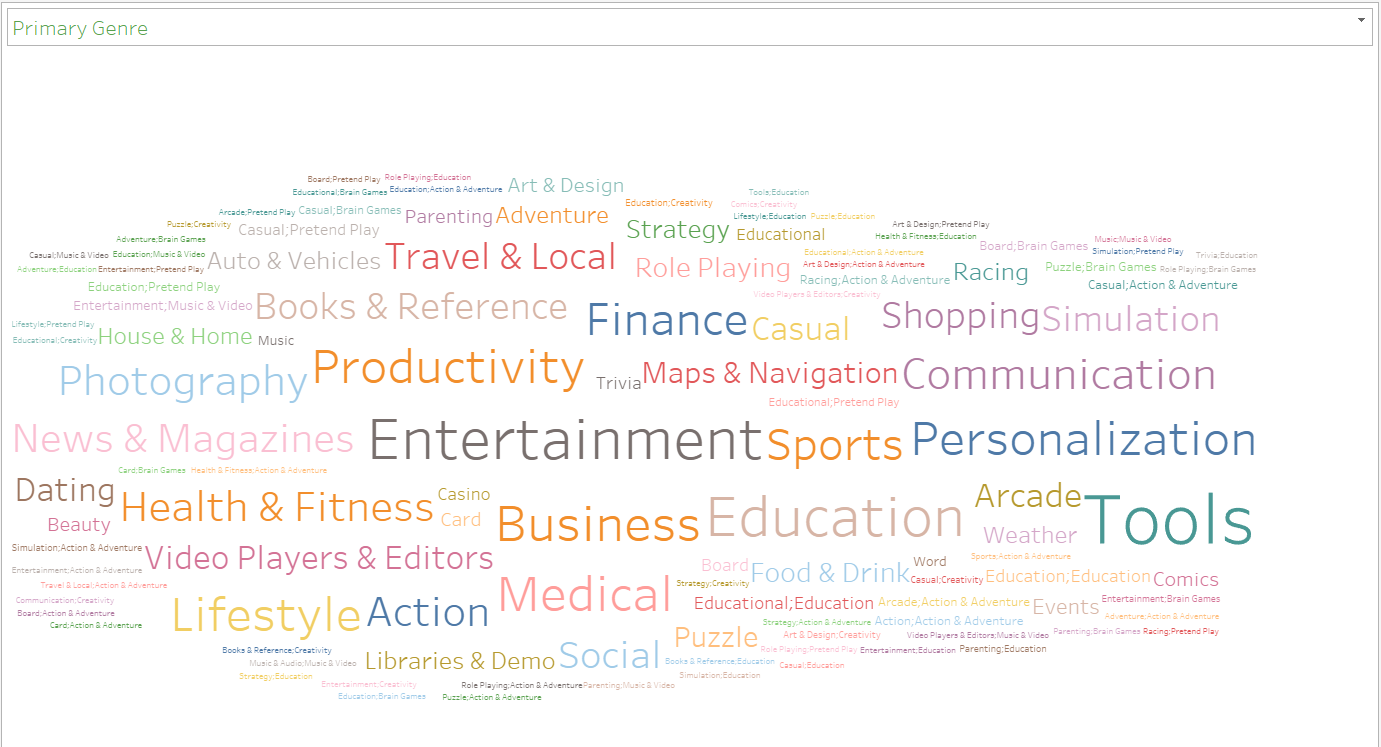 Primary Genre
Board;Pretend Play
Role Playing;Education
Educational;Brain Games
Education;Action & Adventure
Art & Design
Tools;Education
Arcade;Pretend Play
Casual;Brain Games
Parenting
Adventure
Education;Creativity
Comics;Creativity
Lifestyle;Education
Puzzle;Education
Puzzle;Creativity
Casual;Pretend Play
Strategy
Educational
Art & Design;Pretend Play
Health & Fitness;Education
Adventure;Brain Games
Casual;Music & Video
Education;Music & Video
Auto & Vehicles
Travel & Local
Educational;Action & Adventure
Board;Brain Games
Music;Music & Video
Simulation;Pretend Play
Trivia;Education
Adventure;Education
Entertainment;Pretend Play
Role Playing
Art & Design;Action & Adventure
Racing;Action & Adventure
Racing
Puzzle;Brain Games
Role Playing;Brain Games
Education;Pretend Play
Casual;Action & Adventure
Entertainment;Music & Video
Books & Reference
Video Players & Editors;Creativity
Lifestyle;Pretend Play
Finance
Casual
Shopping
Simulation
Educational;Creativity
House & Home
Music
Photography
Productivity
Trivia
Maps & Navigation
Communication
Educational;Pretend Play
News & Magazines
Entertainment
Sports
Personalization
Card;Brain Games
Health & Fitness;Action & Adventure
Dating
Health & Fitness
Casino
Card
Business
Education
Arcade
Tools
Beauty
Weather
Simulation;Action & Adventure
Video Players & Editors
Sports;Action & Adventure
Entertainment;Action & Adventure
Board
Food & Drink
Word
Casual;Creativity
Education;Education
Comics
Travel & Local;Action & Adventure
Strategy;Creativity
Communication;Creativity
Medical
Educational;Education
Arcade;Action & Adventure
Events
Entertainment;Brain Games
Board;Action & Adventure
Card;Action & Adventure
Lifestyle
Action
Strategy;Action & Adventure
Action;Action & Adventure
Adventure;Action & Adventure
Puzzle
Art & Design;Creativity
Video Players & Editors;Music & Video
Parenting;Brain Games
Racing;Pretend Play
Books & Reference;Creativity
Music & Audio;Music & Video
Libraries & Demo
Social
Role Playing;Pretend Play
Entertainment;Education
Parenting;Education
Books & Reference;Education
Casual;Education
Strategy;Education
Simulation;Education
Entertainment;Creativity
Role Playing;Action & Adventure
Parenting;Music & Video
Education;Brain Games
Puzzle;Action & Adventure